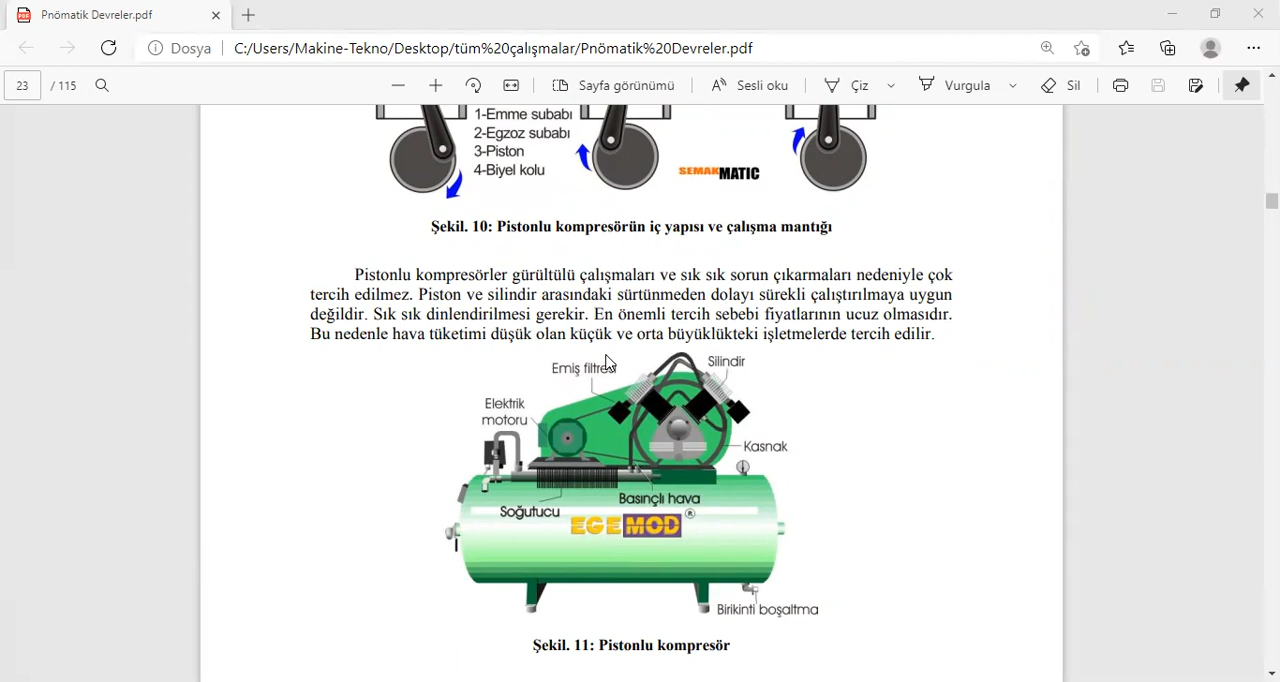 Pnömatik Devreler.pdf
Dosya
C:/Users/Makine-Tekno/Desktop/tüm%20çalışmalar/Pnömatik%20Devreler.pdf
23 / 115
Sayfa görünümü
Sesli oku
Çiz
Vurgula
Sil
1-Emme subabı
2-Egzoz subabı
3-Piston
4-Biyel kolu
SEMAKMATIC
Şekil. 10: Pistonlu kompresörün iç yapısı ve çalışma mantığı
Pistonlu kompresörler gürültülü çalışmaları ve sık sık sorun çıkarmaları nedeniyle çok
tercih edilmez. Piston ve silindir arasındaki sürtünmeden dolayı sürekli çalıştırılmaya uygun
değildir. Sık sık dinlendirilmesi gerekir. En önemli tercih sebebi fiyatlarının ucuz olmasıdır.
Bu nedenle hava tüketimi düşük olan küçük ve orta büyüklükteki işletmelerde tercih edilir.
Silindir
Emiş filtresi
Elektrik
motoru
Kasnak
Basınçlı hava
Soğutucu
EGEMOD ®
Birikinti boşaltma
Şekil. 11: Pistonlu kompresör